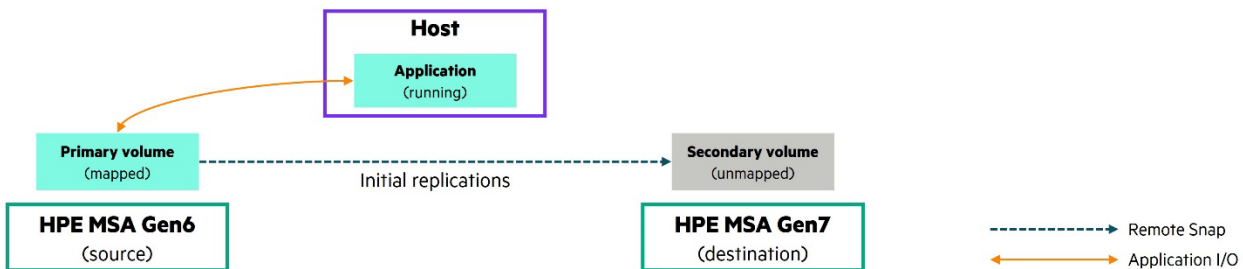 Host
Application
(running)
Primary volume
(mapped)
Initial replications
Secondary volume
(unmapped)
HPE MSA Gen6
(source)
HPE MSA Gen7
(destination)
Remote Snap
Application I/O